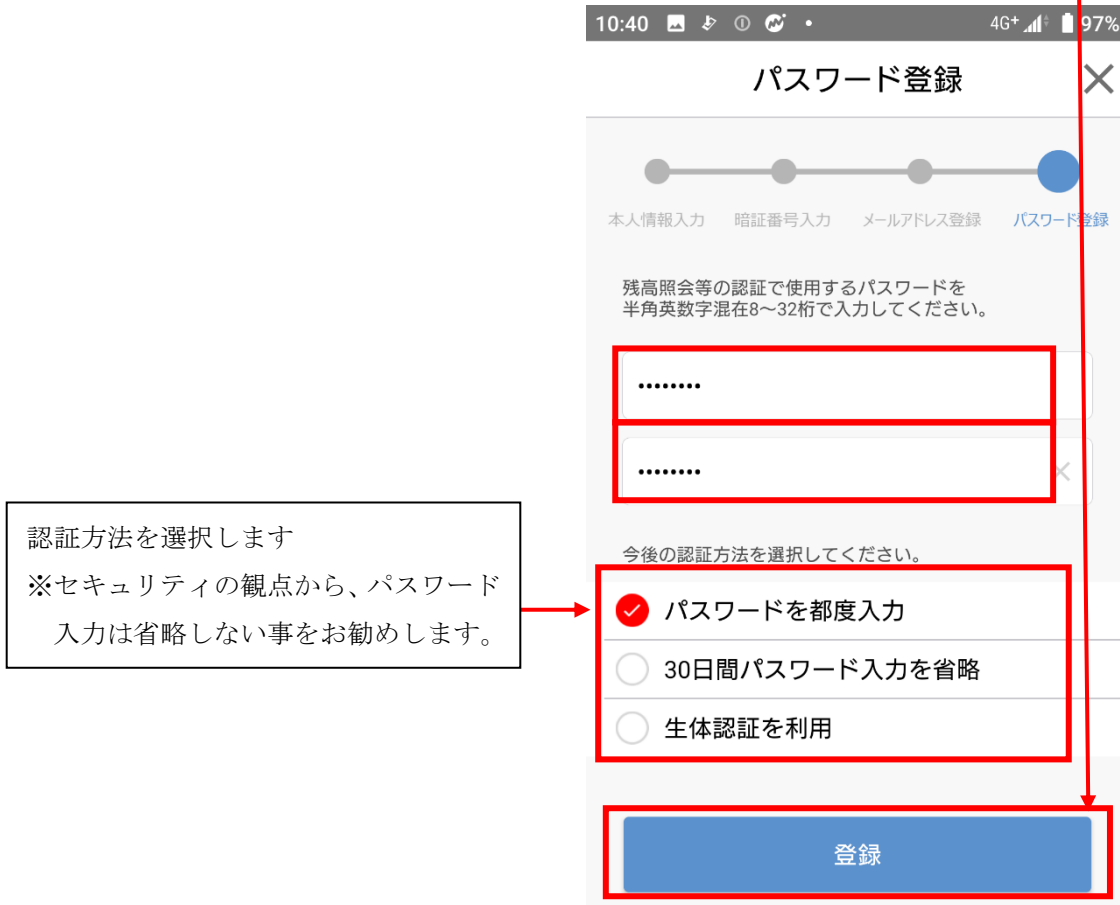 10:40 4G+ 97%
パスワード登録
本人情報入力 暗証番号入力 メールアドレス登録 パスワード登録
残高照会等の認証で使用するパスワードを
半角英数字混在8〜32桁で入力してください。
••••••••
••••••••
認証方法を選択します
※セキュリティの観点から、パスワード
入力は省略しない事をお勧めします。
今後の認証方法を選択してください。
パスワードを都度入力
30日間パスワード入力を省略
生体認証を利用
登録